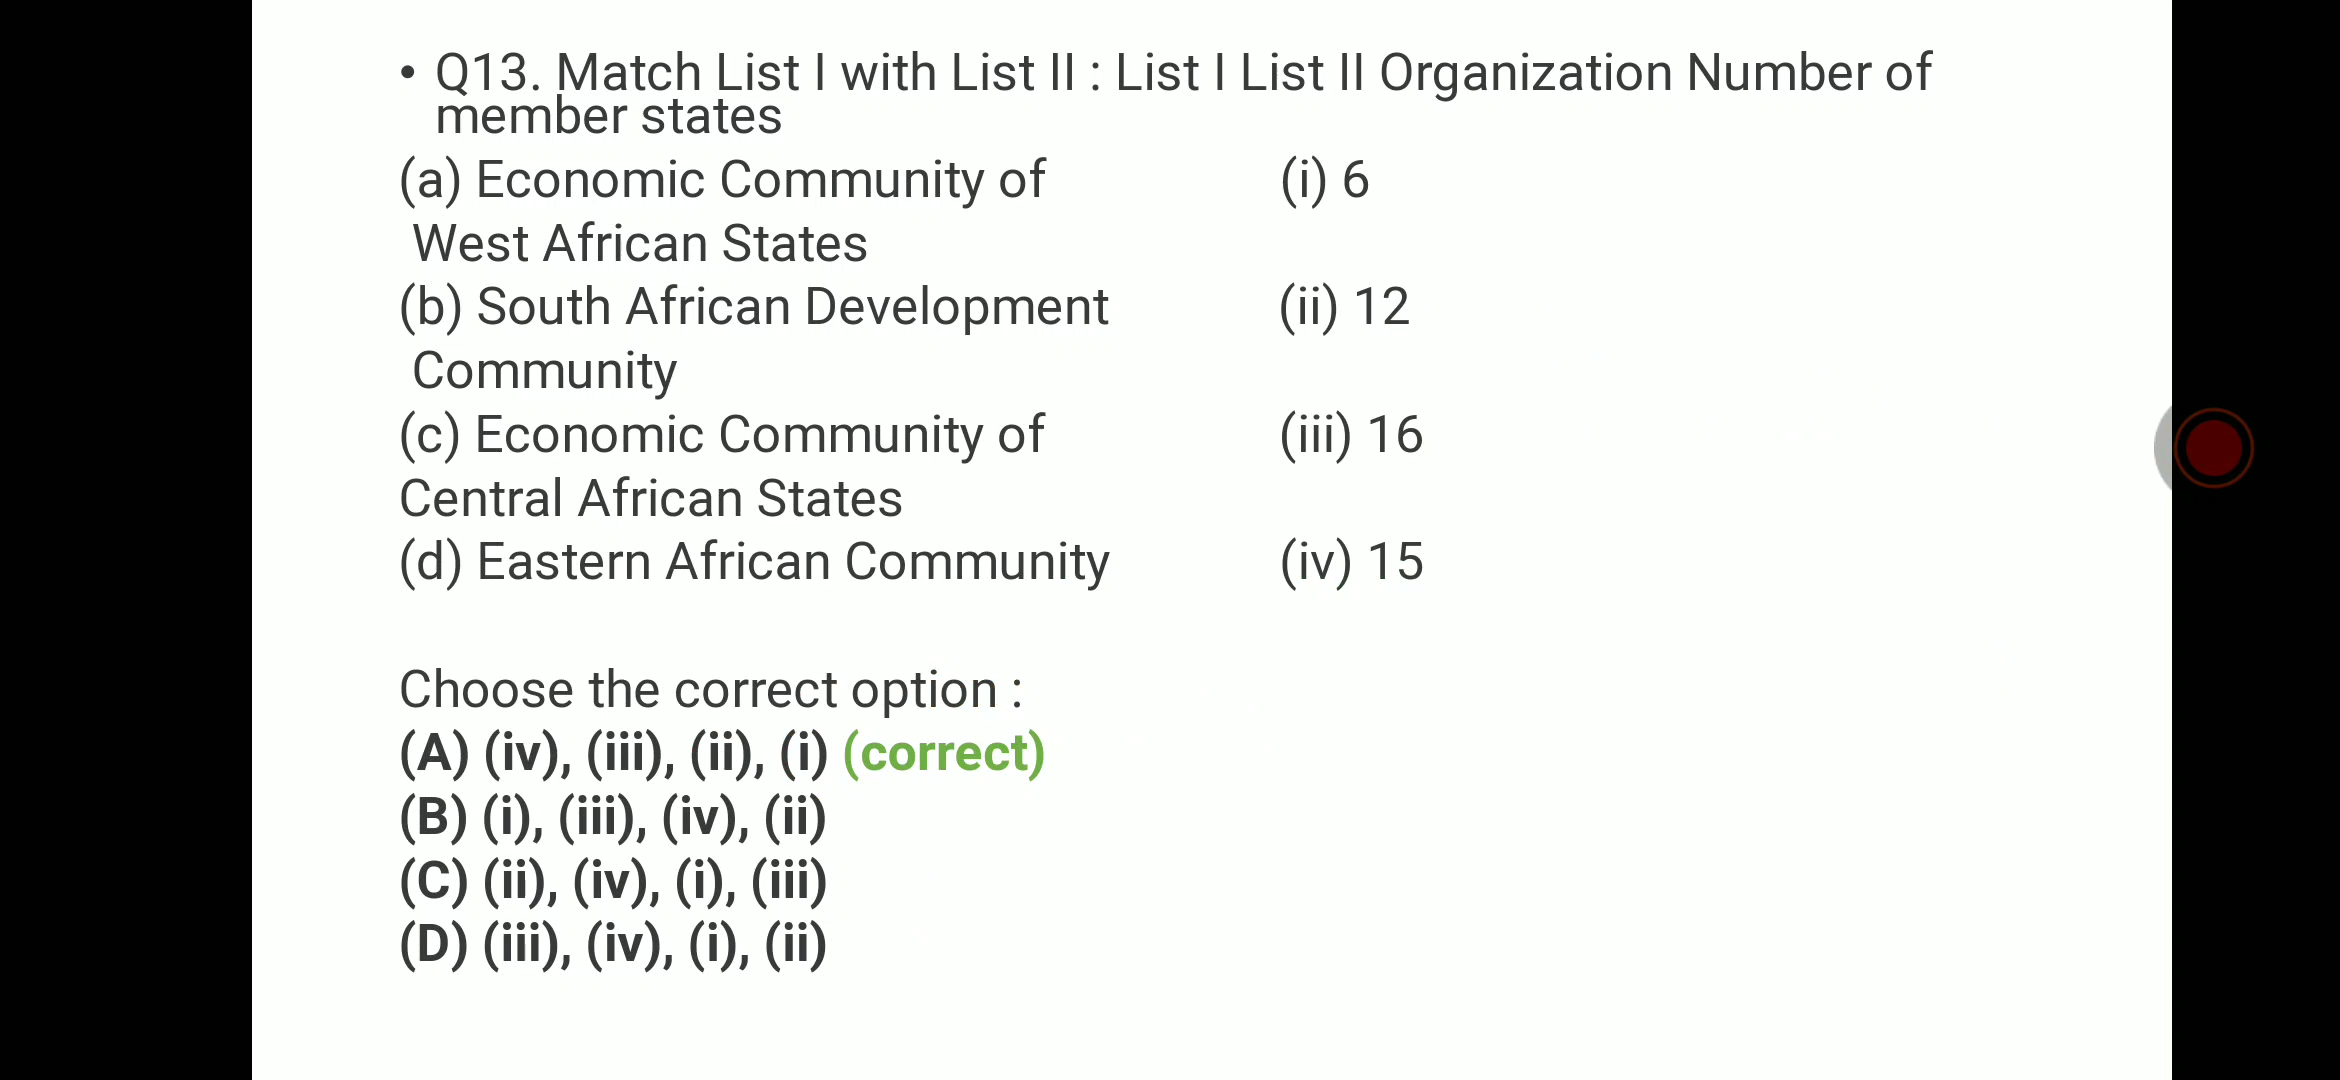 • Q13. Match List I with List II : List I List II Organization Number of
member states
(a) Economic Community of (i) 6
West African States
(b) South African Development (ii) 12
Community
(c) Economic Community of (iii) 16
Central African States
(d) Eastern African Community (iv) 15
Choose the correct option :
(A) (iv), (iii), (ii), (i) (correct)
(B) (i), (iii), (iv), (ii)
(C) (ii), (iv), (i), (iii)
(D) (iii), (iv), (i), (ii)